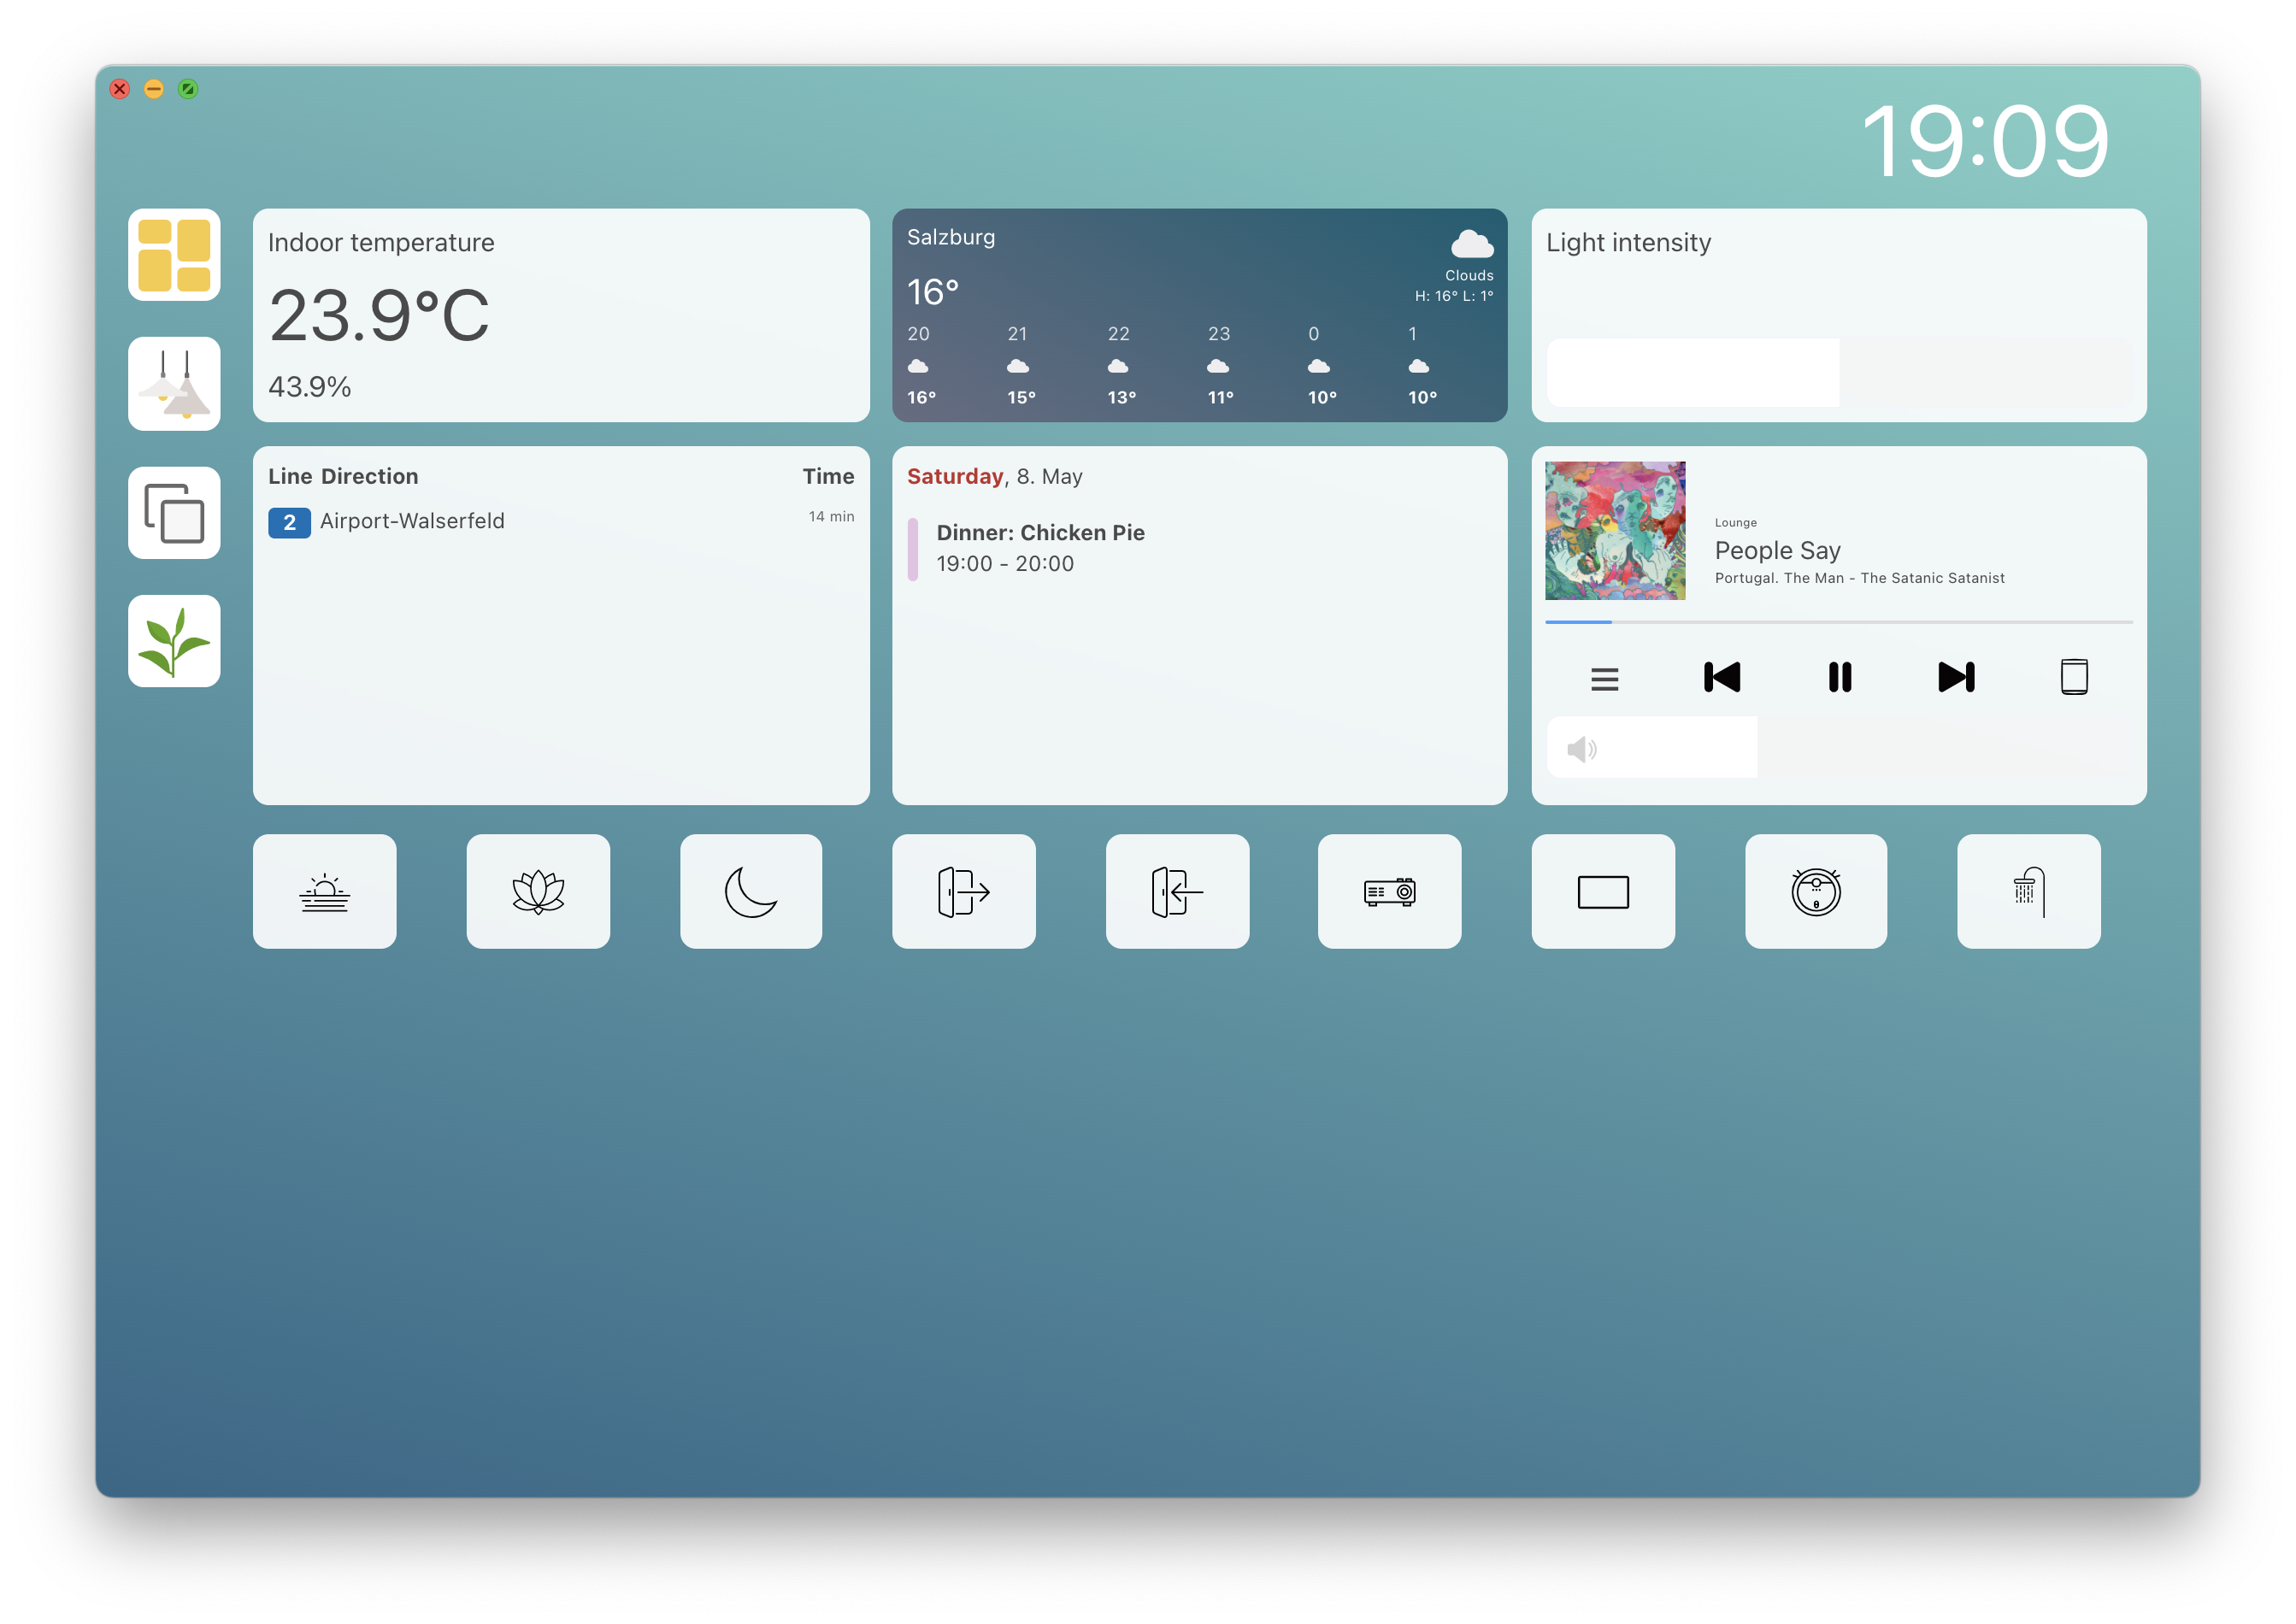 19:09
Indoor temperature
23.9°C
43.9%
Salzburg
16°
Clouds
H: 16° L: 1°
20 21 22 23 0 1
16° 15° 13° 11° 10° 10°
Light intensity
Line Direction Time
2 Airport-Walserfeld 14 min
Saturday, 8. May
Dinner: Chicken Pie
19:00 - 20:00
Lounge
People Say
Portugal. The Man - The Satanic Satanist